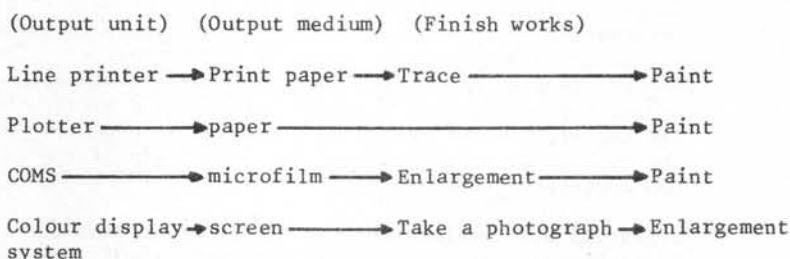 (Output unit) (Output medium) (Finish works)
Line printer Print paper Trace Paint
Plotter paper Paint
COMS microfilm Enlargement Paint
Colour display screen Take a photograph Enlargement
system